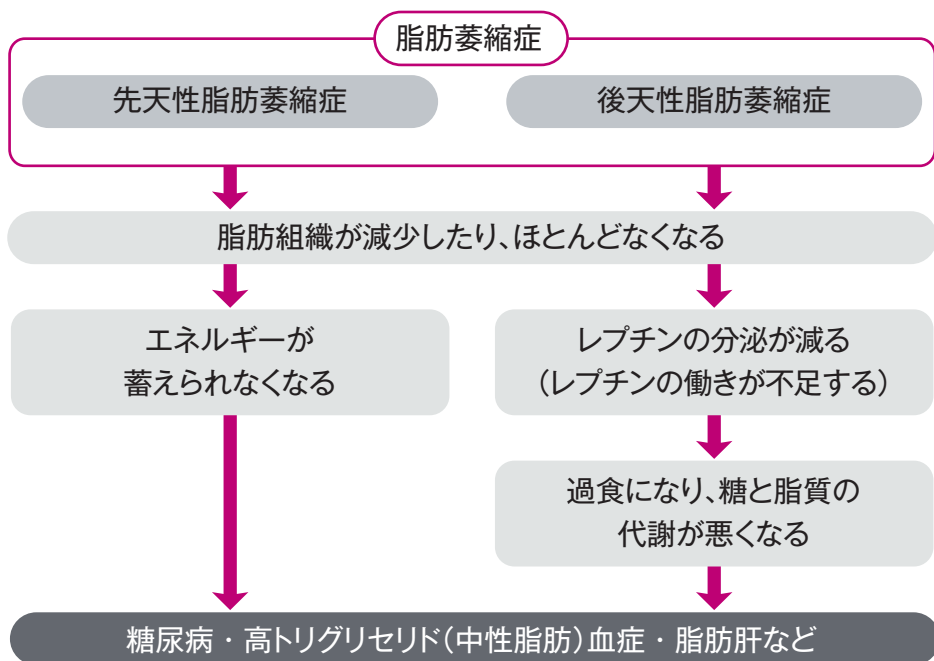 脂肪萎縮症
先天性脂肪萎縮症
後天性脂肪萎縮症
脂肪組織が減少したり、ほとんどなくなる
エネルギーが
蓄えられなくなる
レプチンの分泌が減る
（レプチンの働きが不足する）
過食になり、糖と脂質の
代謝が悪くなる
糖尿病・高トリグリセリド（中性脂肪）血症・脂肪肝など